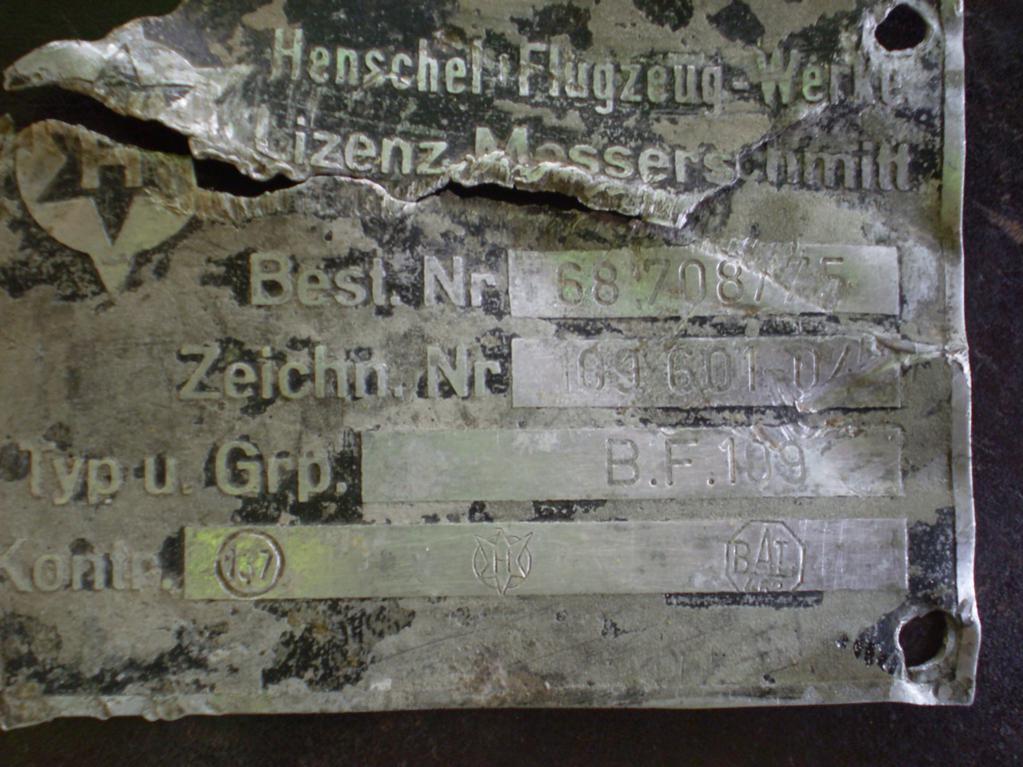 Henschel-Flugzeug-Werke
Lizenz Messerschmitt
H
Best. Nr. 68 708/75
Zeichn. Nr. 109 601-04
Typ u. Grp. B.F.109
Kontr. 137 H BAL